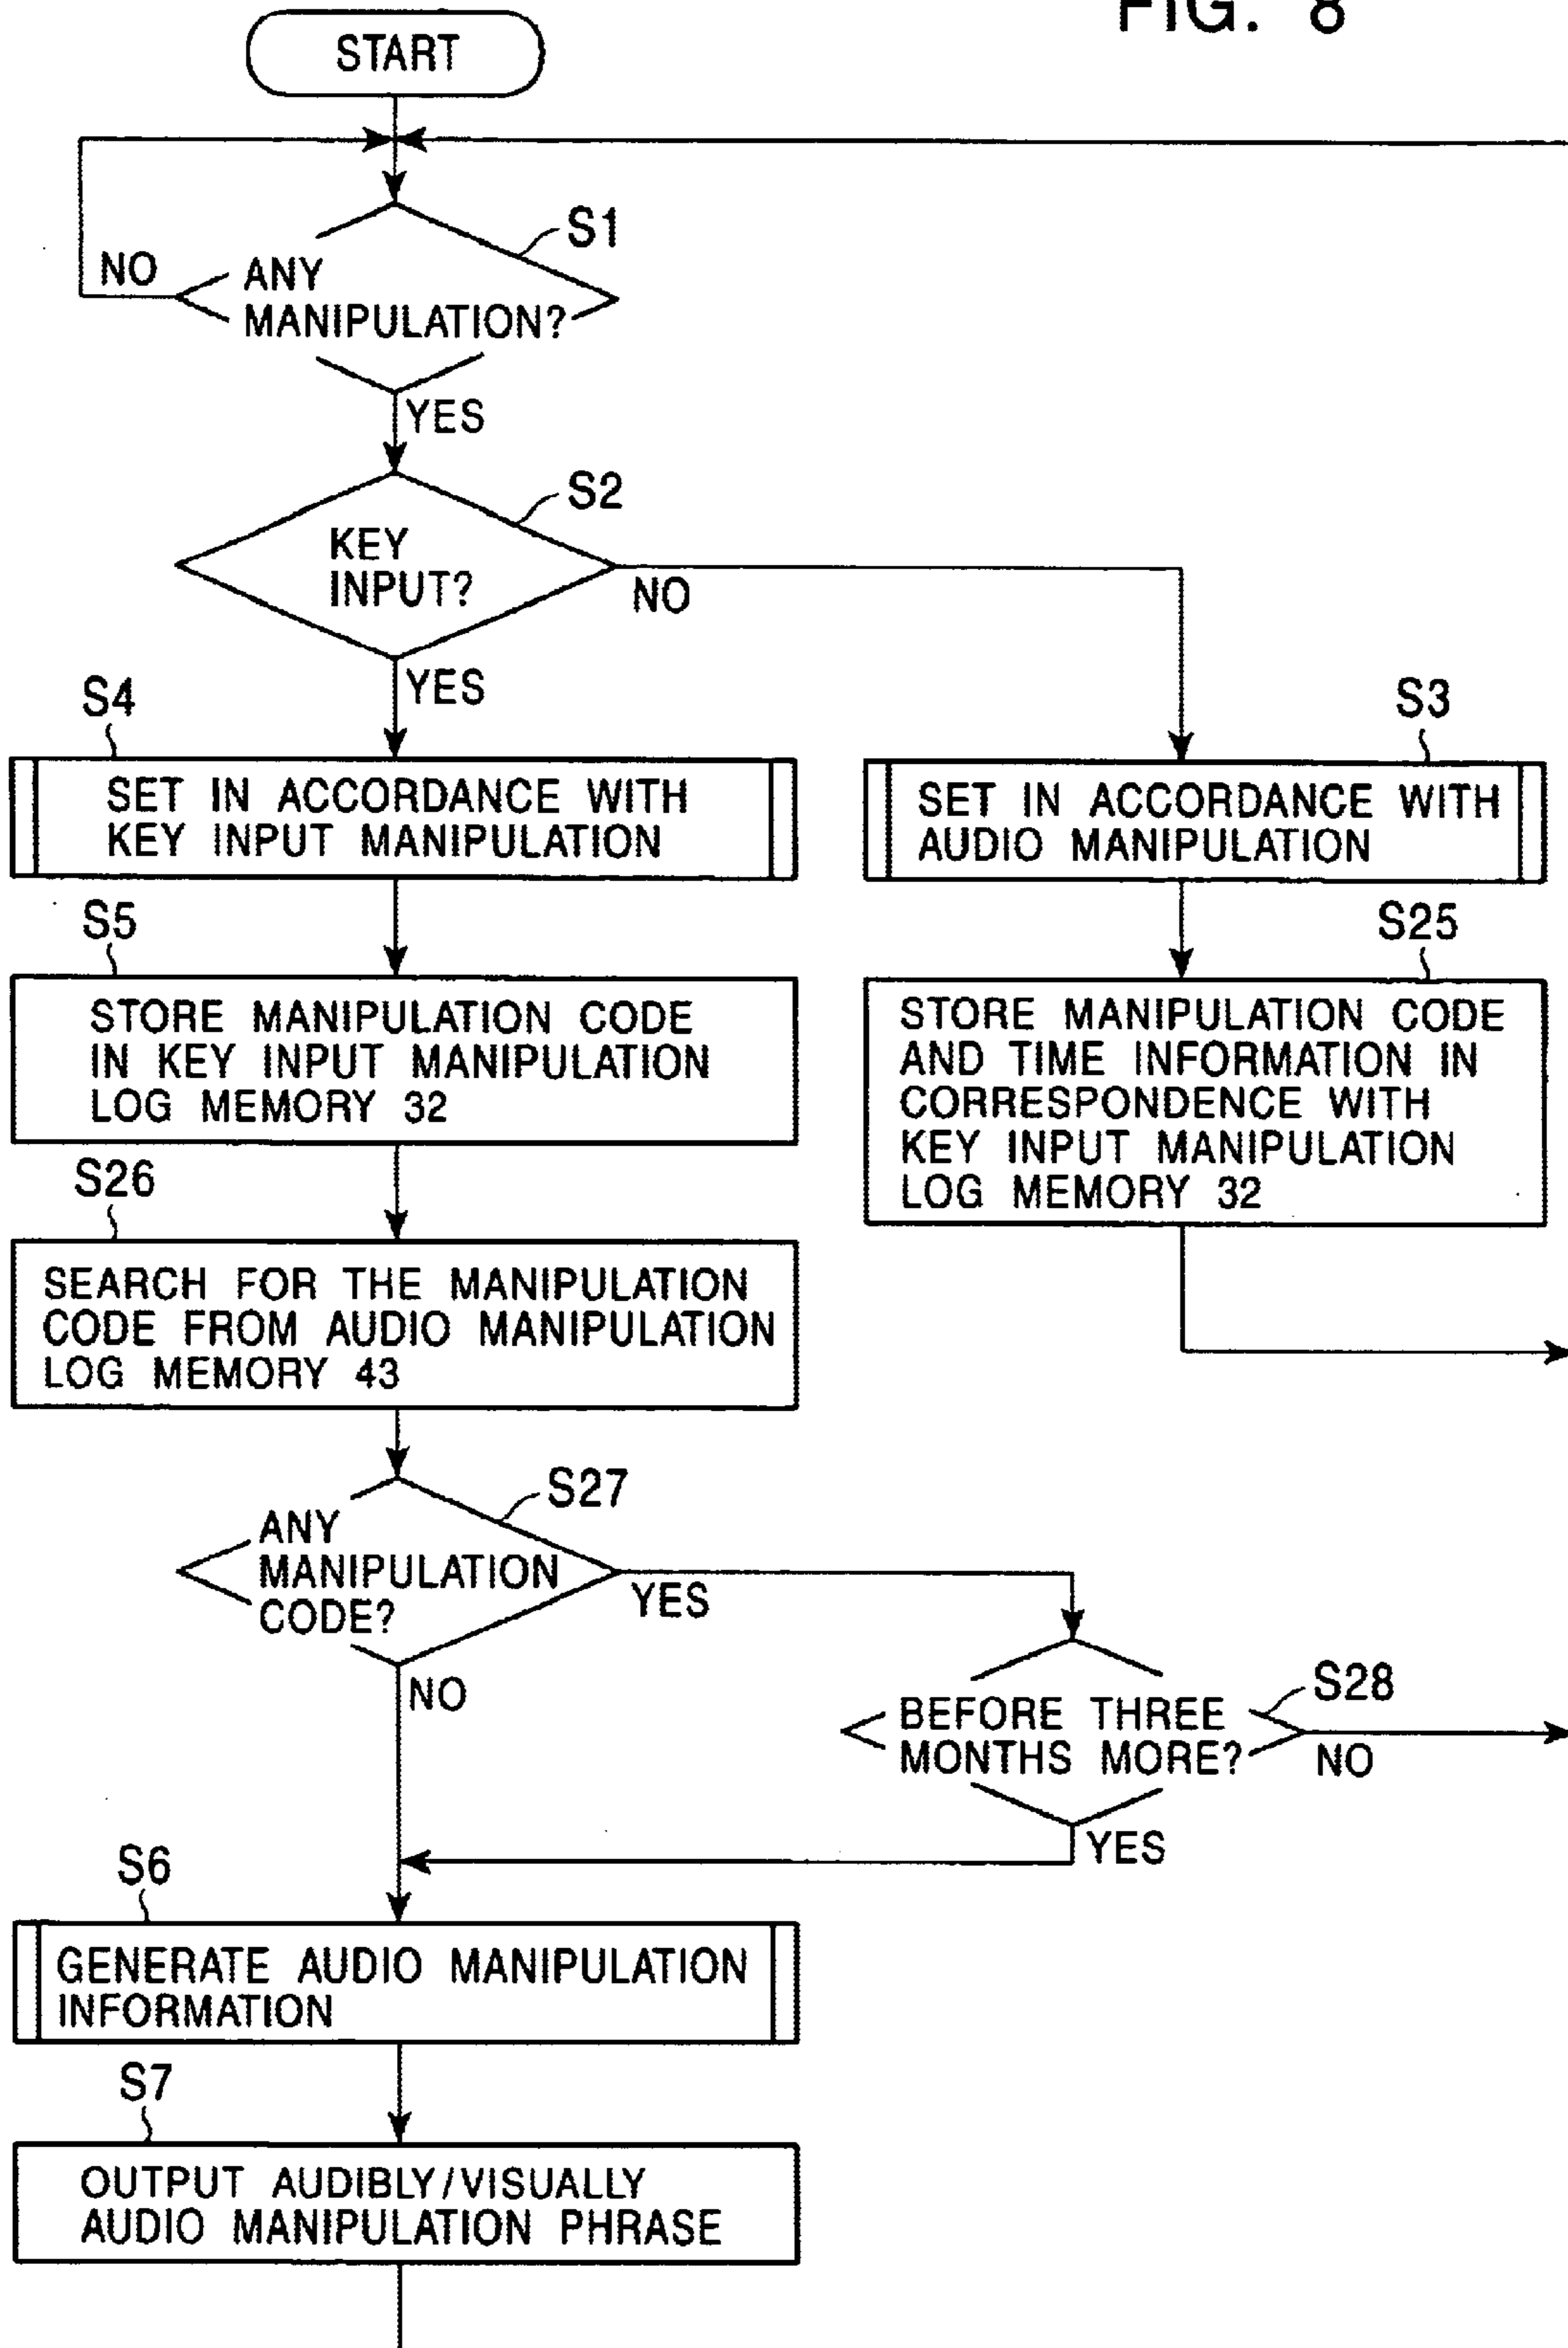 FIG. 8
START
S1
NO
ANY
MANIPULATION?
YES
S2
KEY
INPUT?
NO
YES
S4
SET IN ACCORDANCE WITH
KEY INPUT MANIPULATION
S3
SET IN ACCORDANCE WITH
AUDIO MANIPULATION
S5
STORE MANIPULATION CODE
IN KEY INPUT MANIPULATION
LOG MEMORY 32
S25
STORE MANIPULATION CODE
AND TIME INFORMATION IN
CORRESPONDENCE WITH
KEY INPUT MANIPULATION
LOG MEMORY 32
S26
SEARCH FOR THE MANIPULATION
CODE FROM AUDIO MANIPULATION
LOG MEMORY 43
S27
ANY
MANIPULATION
CODE?
YES
NO
S28
BEFORE THREE
MONTHS MORE?
NO
YES
S6
GENERATE AUDIO MANIPULATION
INFORMATION
S7
OUTPUT AUDIBLY/VISUALLY
AUDIO MANIPULATION PHRASE